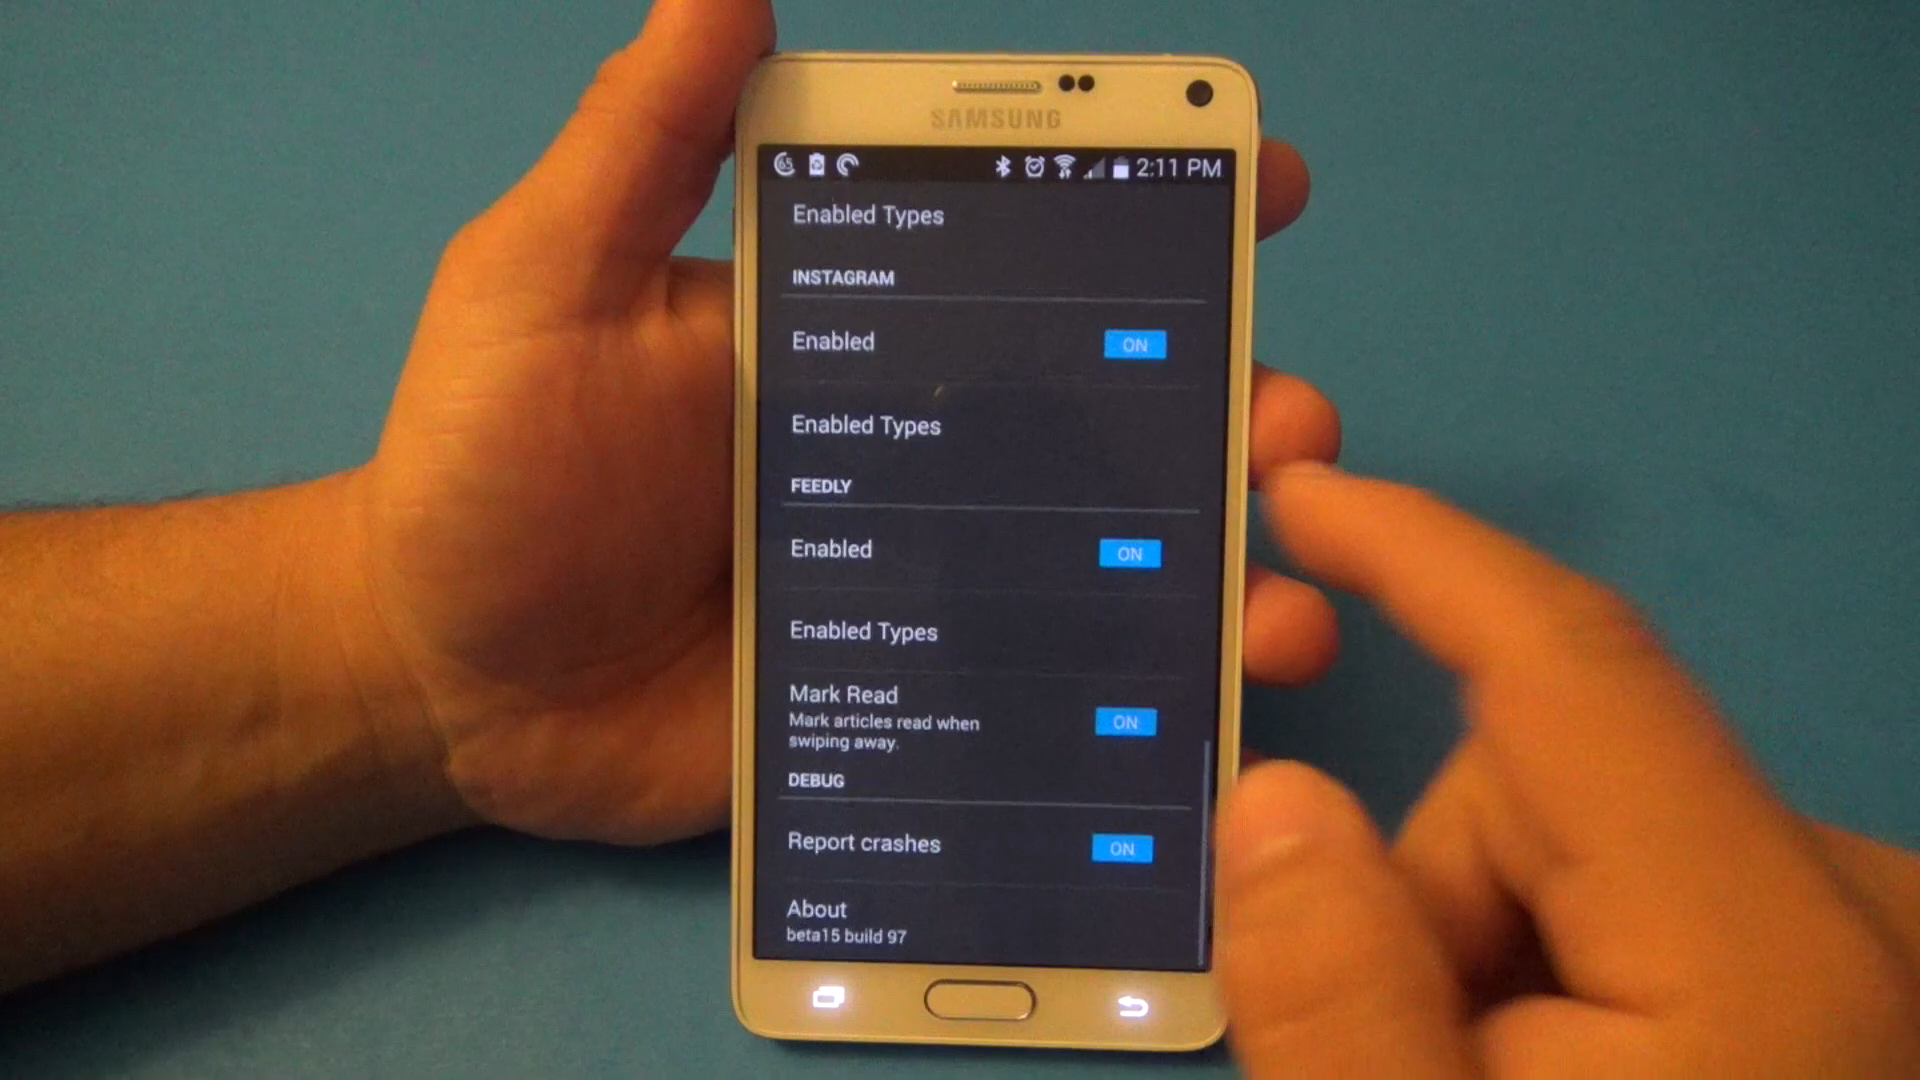 SAMSUNG
65 2:11 PM
Enabled Types
INSTAGRAM
Enabled ON
Enabled Types
FEEDLY
Enabled ON
Enabled Types
Mark Read
Mark articles read when
swiping away.
ON
DEBUG
Report crashes ON
About
beta15 build 97